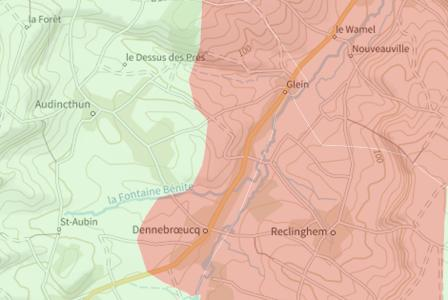 la Forêt
le Wamel
Nouveauville
100
le Dessus des Prés
Glein
Audincthun
100
la Fontaine Bénite
St-Aubin
Dennebrœucq
Reclinghem